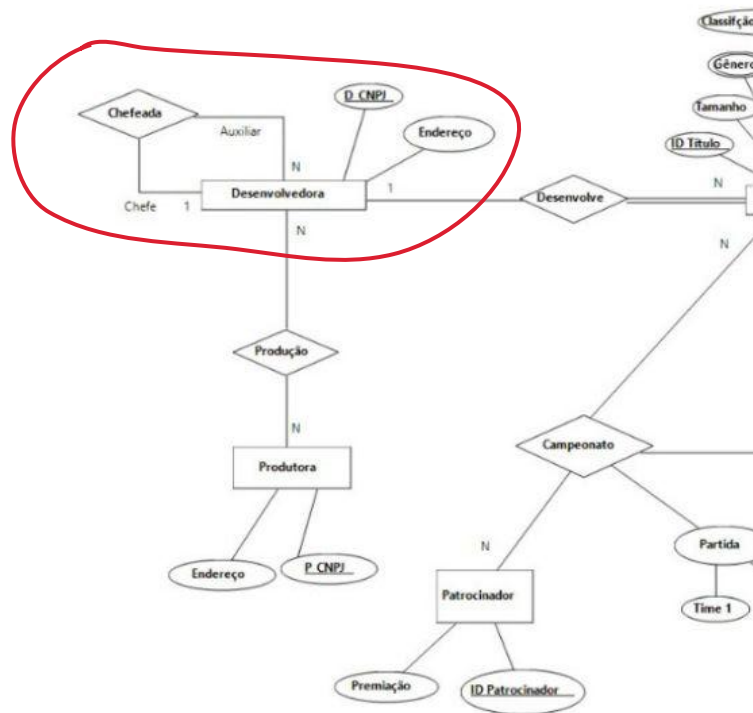 Classifção
Gênero
Chefeada
D_CNPJ
Tamanho
Auxiliar
Endereço
ID Título
N
1
N
Desenvolvedora
Desenvolve
Chefe 1
N
N
Produção
N
Campeonato
Produtora
N
Partida
Endereço
P_CNPJ
Patrocinador
Time 1
Premiação
ID Patrocinador